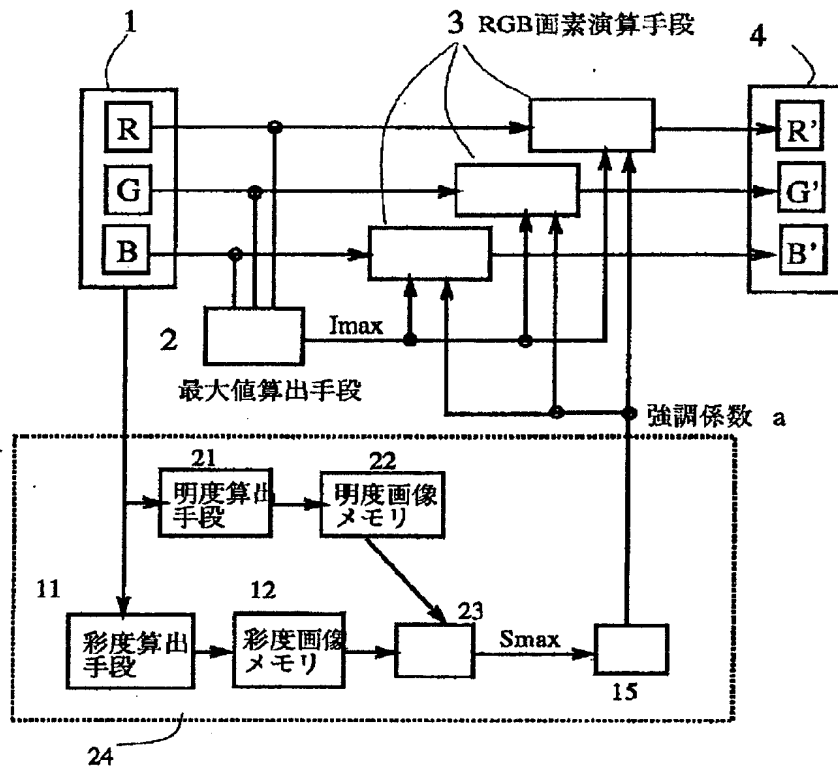 1
3 RGB画素演算手段
4
R
R'
G
G'
B
B'
2
Imax
最大値算出手段
強調係数 a
21
22
明度算出
手段
明度画像
メモリ
11
12
23
彩度算出
手段
彩度画像
メモリ
Smax
15
24